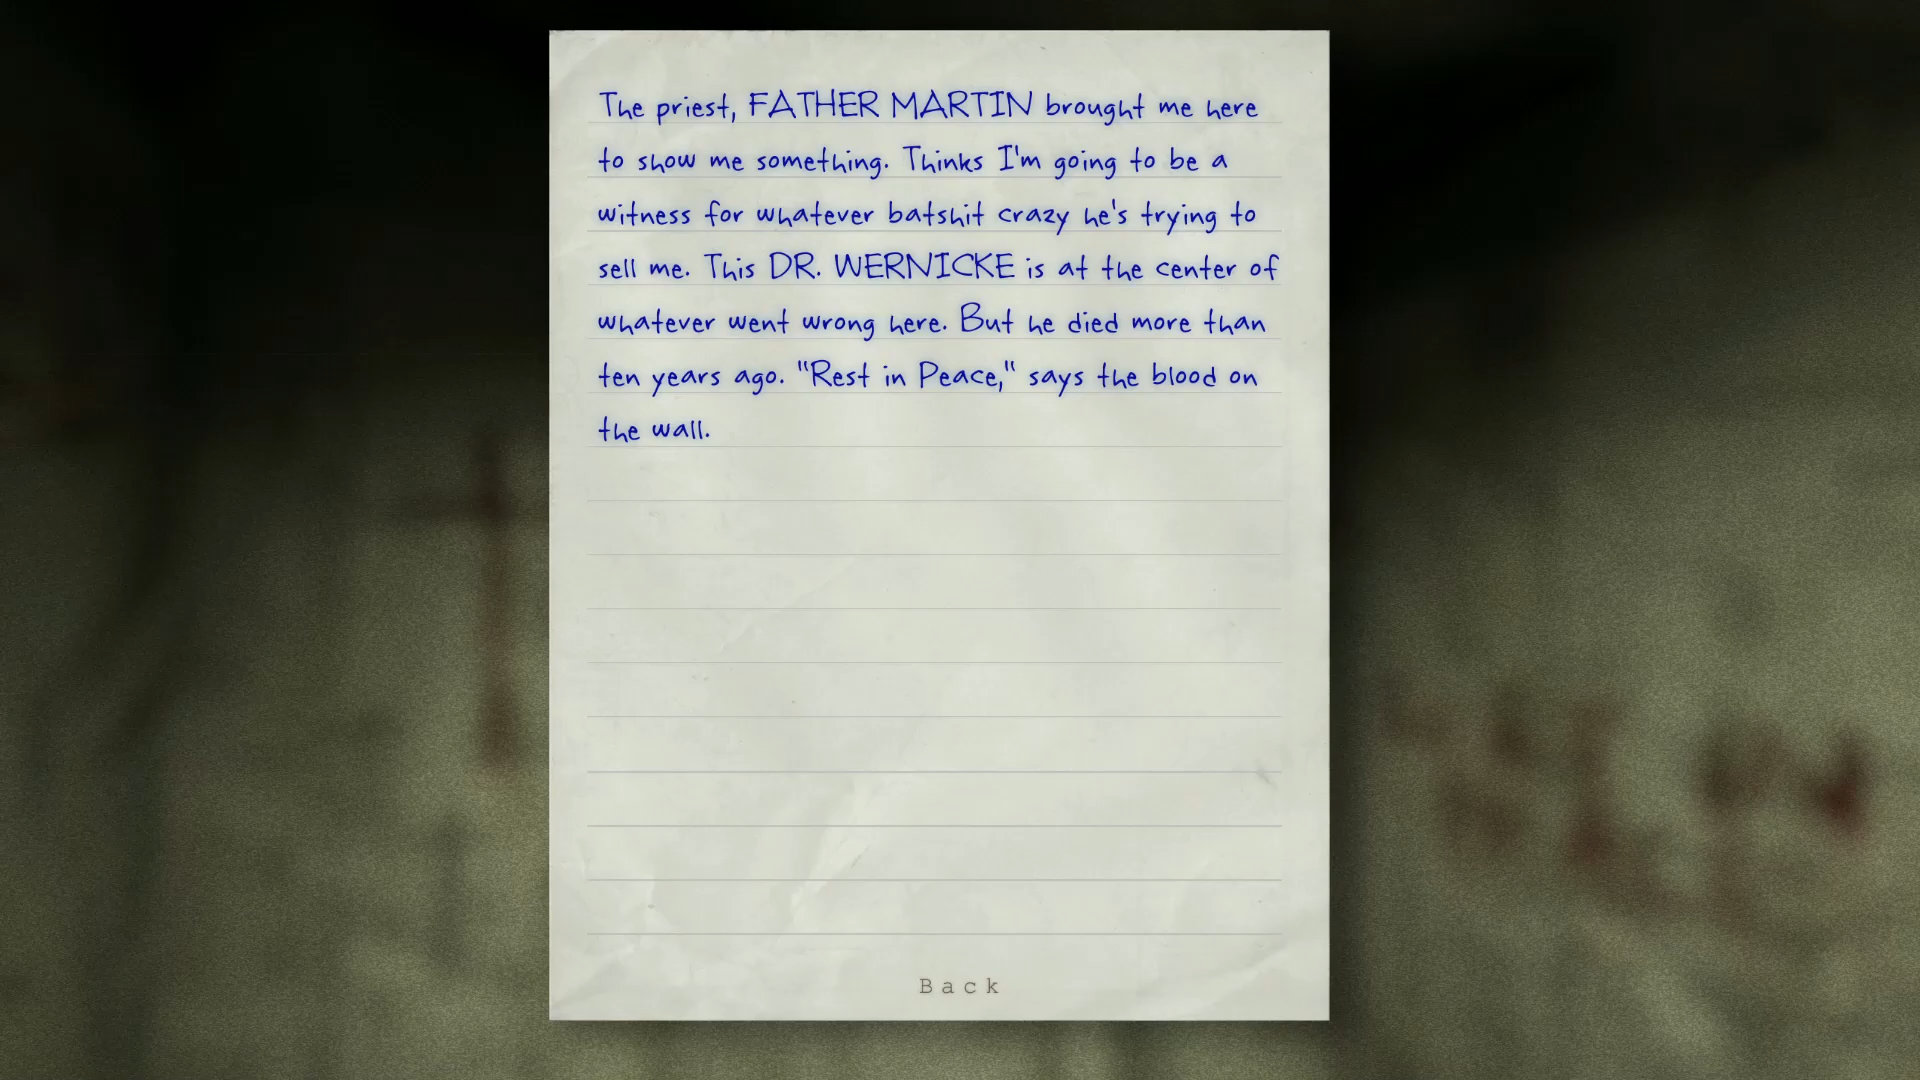 The priest, FATHER MARTIN brought me here
to show me something. Thinks I'm going to be a
witness for whatever batshit crazy he's trying to
sell me. This DR. WERNICKE is at the center of
whatever went wrong here. But he died more than
ten years ago. "Rest in Peace," says the blood on
the wall.
Back